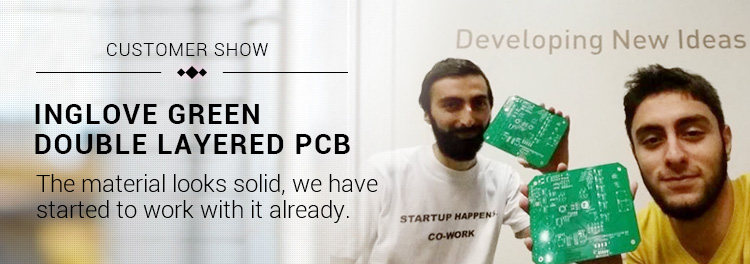 CUSTOMER SHOW
Developing New Ideas
INGLOVE GREEN
DOUBLE LAYERED PCB
The material looks solid, we have
started to work with it already.
STARTUP HAPPEN
CO-WORK